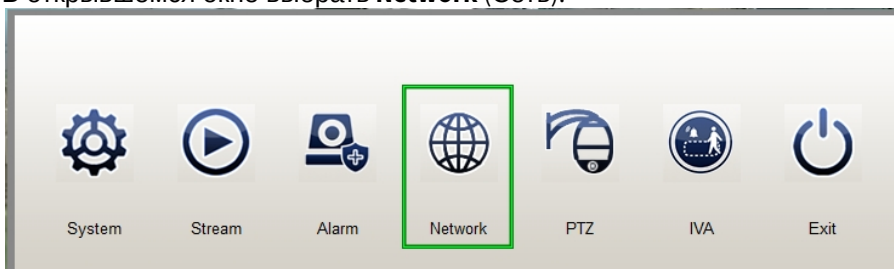 В открывшемся окне выбрать Network (Сеть).
System Stream Alarm Network PTZ IVA Exit